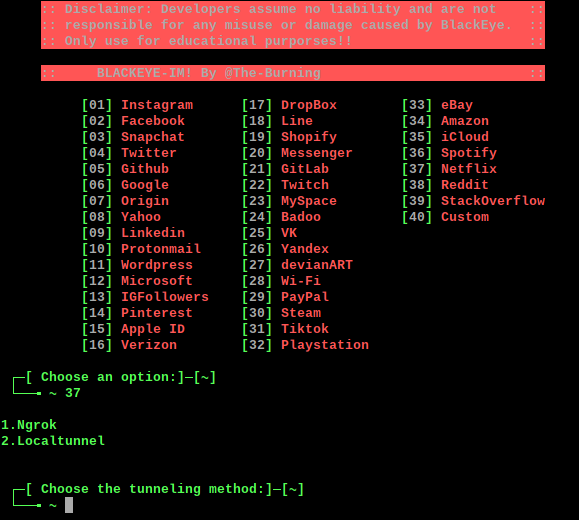 :: Disclaimer: Developers assume no liability and are not ::
:: responsible for any misuse or damage caused by BlackEye. ::
:: Only use for educational purporses!! ::
:: BLACKEYE-IM! By @The-Burning ::
[01] Instagram [17] DropBox [33] eBay
[02] Facebook [18] Line [34] Amazon
[03] Snapchat [19] Shopify [35] iCloud
[04] Twitter [20] Messenger [36] Spotify
[05] Github [21] GitLab [37] Netflix
[06] Google [22] Twitch [38] Reddit
[07] Origin [23] MySpace [39] StackOverflow
[08] Yahoo [24] Badoo [40] Custom
[09] Linkedin [25] VK
[10] Protonmail [26] Yandex
[11] Wordpress [27] devianART
[12] Microsoft [28] Wi-Fi
[13] IGFollowers [29] PayPal
[14] Pinterest [30] Steam
[15] Apple ID [31] Tiktok
[16] Verizon [32] Playstation
┌─[ Choose an option:]─[~]
└──╼ ~ 37
1.Ngrok
2.Localtunnel
┌─[ Choose the tunneling method:]─[~]
└──╼ ~